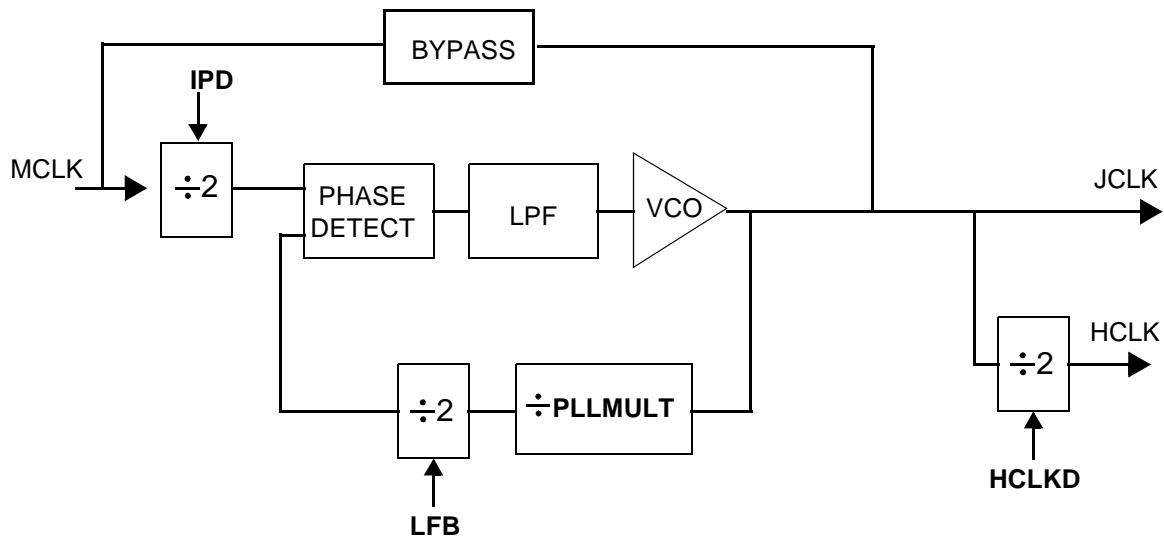 BYPASS
IPD
MCLK
÷2
PHASE
DETECT
LPF
VCO
JCLK
HCLK
÷2
÷PLLMULT
÷2
HCLKD
LFB